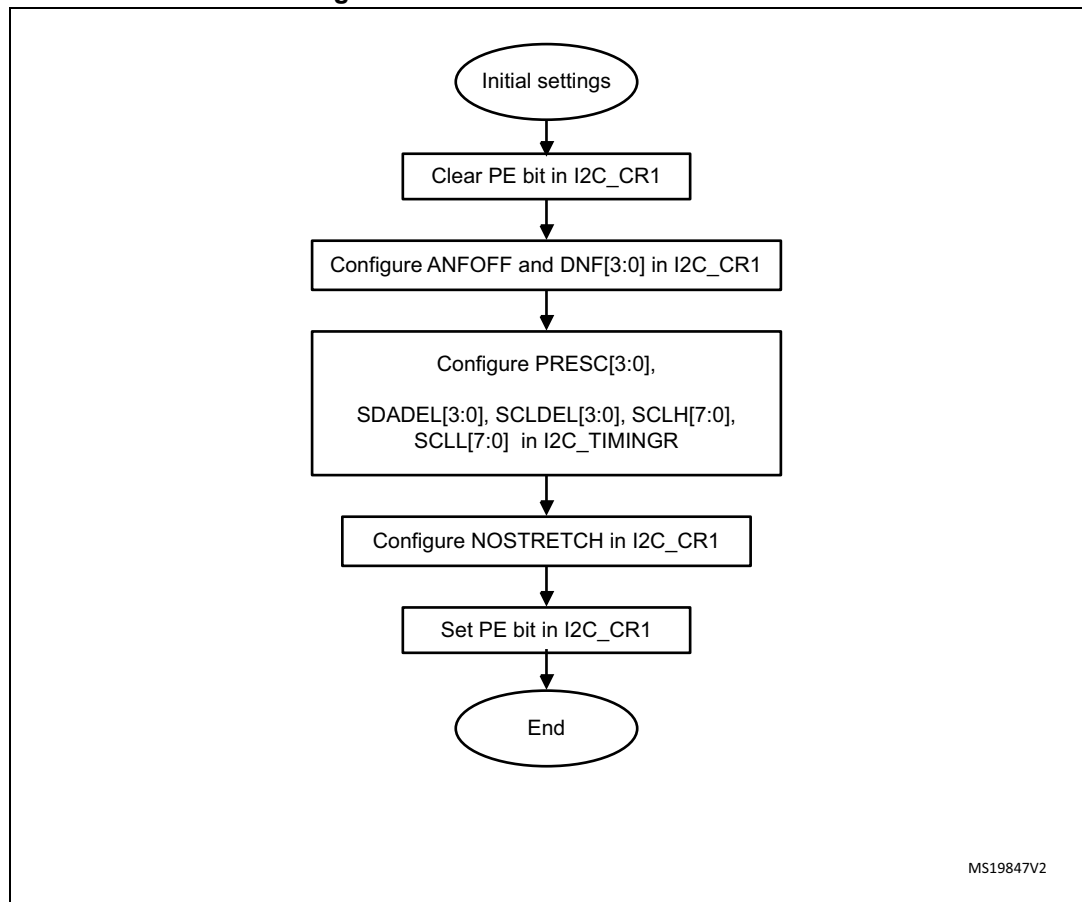 Initial settings
Clear PE bit in I2C_CR1
Configure ANFOFF and DNF[3:0] in I2C_CR1
Configure PRESC[3:0],
SDADEL[3:0], SCLDEL[3:0], SCLH[7:0],
SCLL[7:0] in I2C_TIMINGR
Configure NOSTRETCH in I2C_CR1
Set PE bit in I2C_CR1
End
MS19847V2